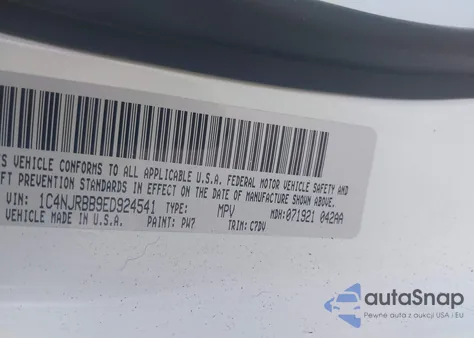 IS VEHICLE CONFORMS TO ALL APPLICABLE U.S.A. FEDERAL MOTOR VEHICLE SAFETY AND
FT PREVENTION STANDARDS IN EFFECT ON THE DATE OF MANUFACTURE SHOWN ABOVE.
VIN: 1C4NJRBB9ED924541 TYPE: MPV MDH:071921 042AA
VEHICLE MADE IN U.S.A. PAINT: PW7 TRIM: C7DV
autaSnap
Pewne auta z aukcji USA i EU